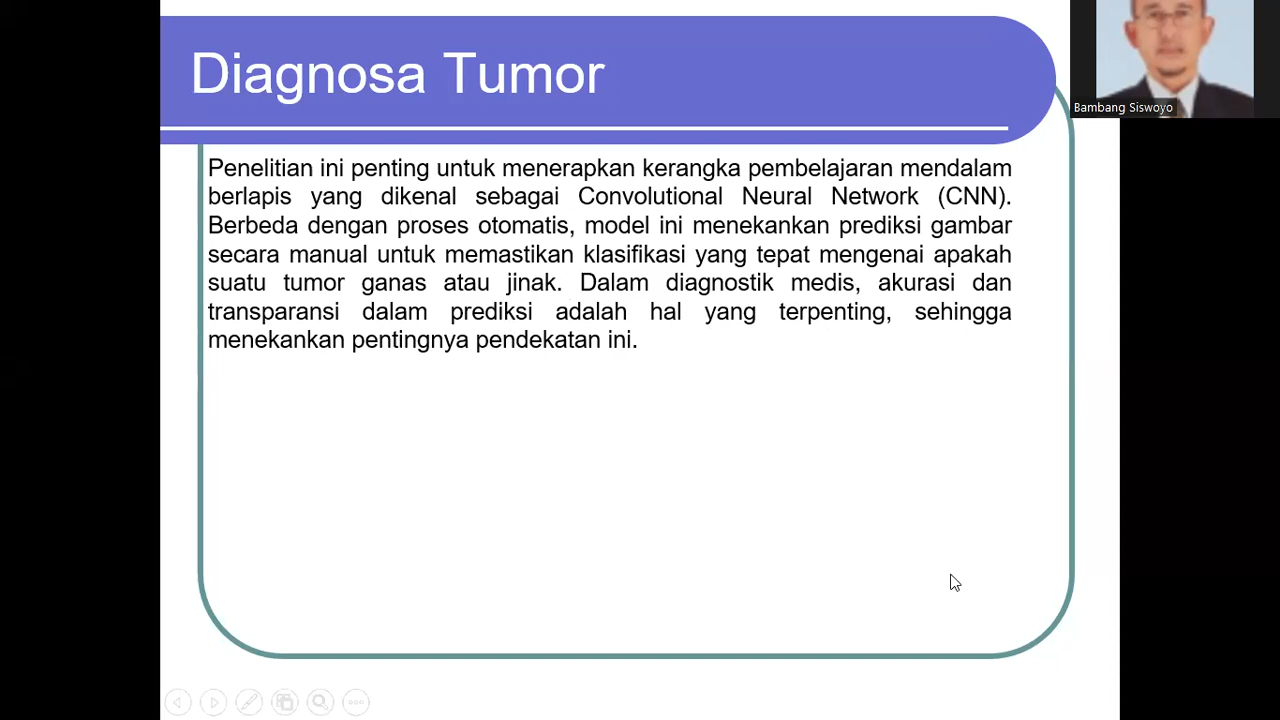 Diagnosa Tumor
Bambang Siswoyo
Penelitian ini penting untuk menerapkan kerangka pembelajaran mendalam
berlapis yang dikenal sebagai Convolutional Neural Network (CNN).
Berbeda dengan proses otomatis, model ini menekankan prediksi gambar
secara manual untuk memastikan klasifikasi yang tepat mengenai apakah
suatu tumor ganas atau jinak. Dalam diagnostik medis, akurasi dan
transparansi dalam prediksi adalah hal yang terpenting, sehingga
menekankan pentingnya pendekatan ini.